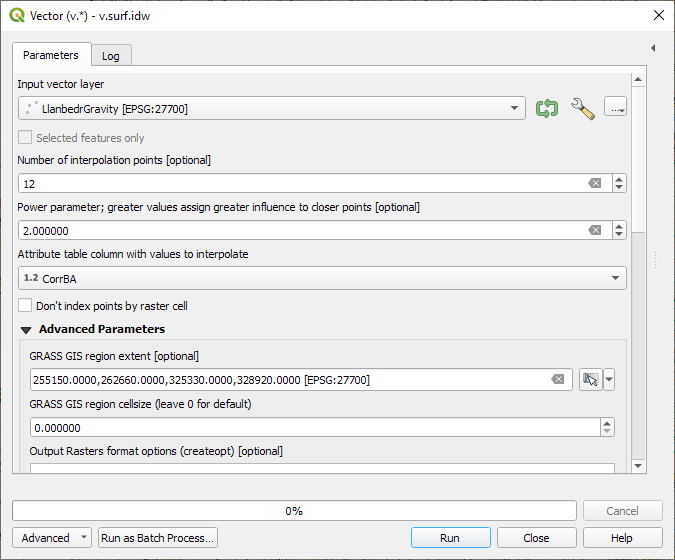 Vector (v.*) - v.surf.idw
Parameters
Log
Input vector layer
LlanbedrGravity [EPSG:27700]
...
Selected features only
Number of interpolation points [optional]
12
Power parameter; greater values assign greater influence to closer points [optional]
2.000000
Attribute table column with values to interpolate
1.2 CorrBA
Don't index points by raster cell
Advanced Parameters
GRASS GIS region extent [optional]
255150.0000,262660.0000,325330.0000,328920.0000 [EPSG:27700]
GRASS GIS region cellsize (leave 0 for default)
0.000000
Output Rasters format options (createopt) [optional]
0%
Cancel
Advanced
Run as Batch Process...
Run
Close
Help